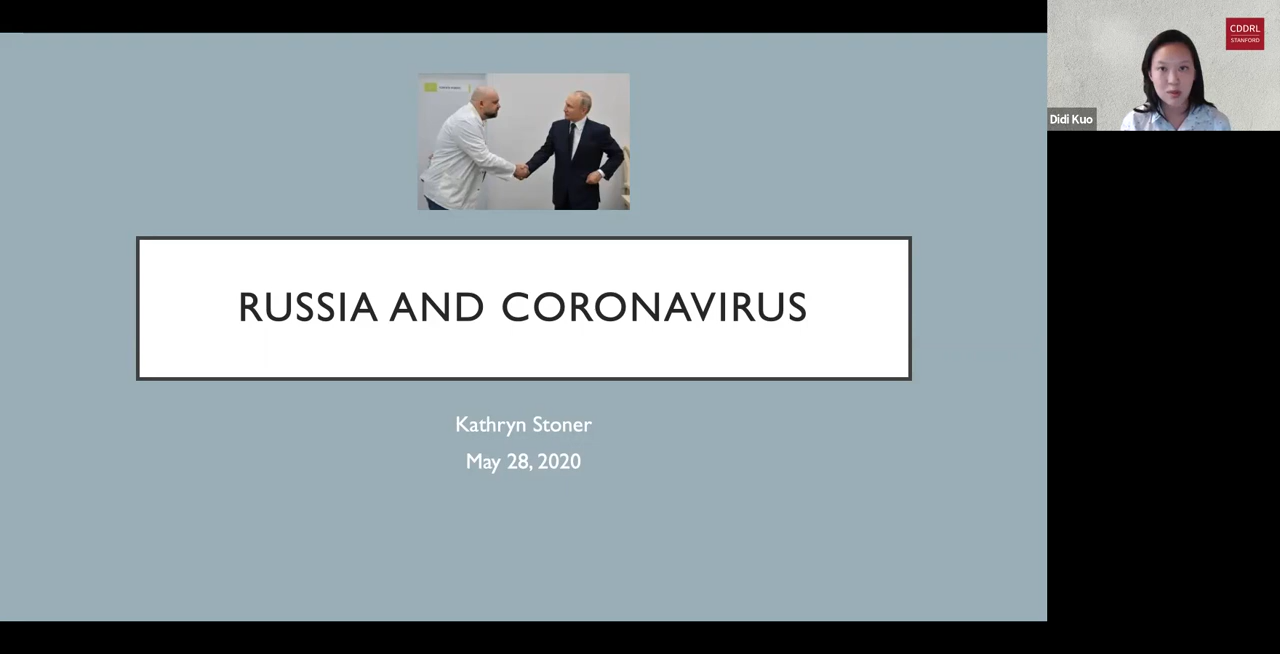 RUSSIA AND CORONAVIRUS
Kathryn Stoner
May 28, 2020
CDDRL
STANFORD
Didi Kuo